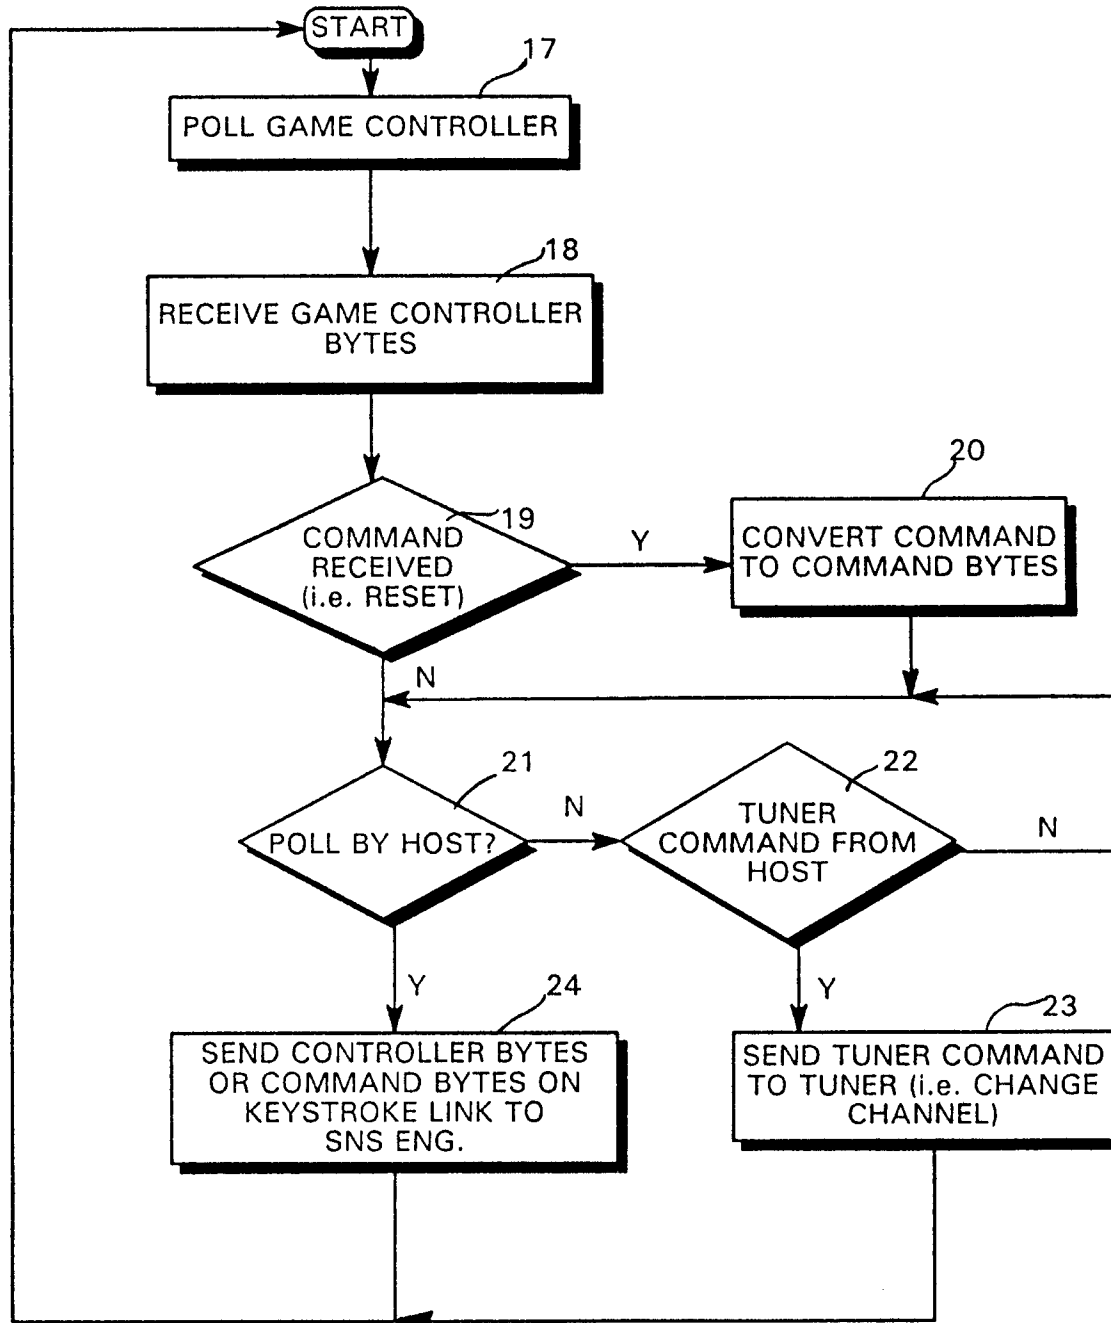 START
17
POLL GAME CONTROLLER
18
RECEIVE GAME CONTROLLER
BYTES
19
COMMAND
RECEIVED
(i.e. RESET)
Y
20
CONVERT COMMAND
TO COMMAND BYTES
N
21
POLL BY HOST?
N
22
TUNER
COMMAND FROM
HOST
N
Y
24
SEND CONTROLLER BYTES
OR COMMAND BYTES ON
KEYSTROKE LINK TO
SNS ENG.
Y
23
SEND TUNER COMMAND
TO TUNER (i.e. CHANGE
CHANNEL)